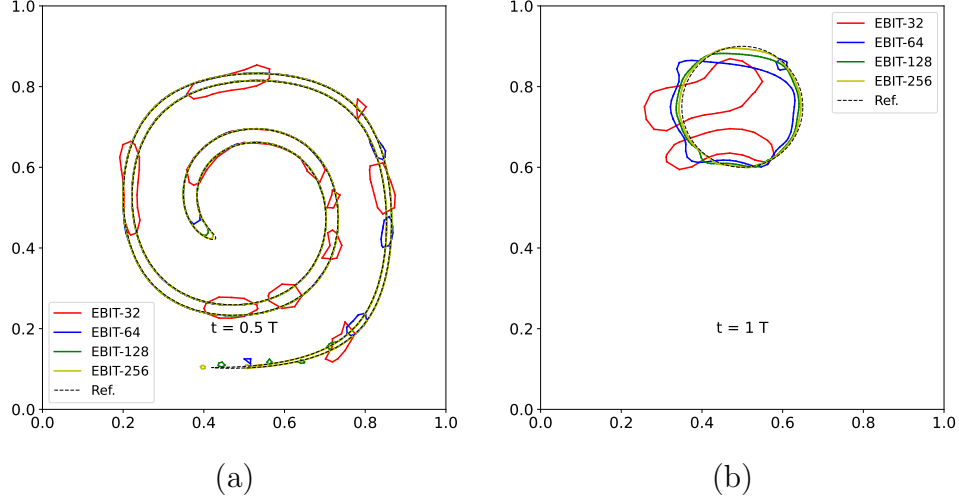 1.0
0.8
0.6
0.4
0.2
0.0
EBIT-32
EBIT-64
EBIT-128
EBIT-256
Ref.
t = 0.5 T
0.0 0.2 0.4 0.6 0.8 1.0
(a)
1.0
0.8
0.6
0.4
0.2
0.0
EBIT-32
EBIT-64
EBIT-128
EBIT-256
Ref.
t = 1 T
0.0 0.2 0.4 0.6 0.8 1.0
(b)